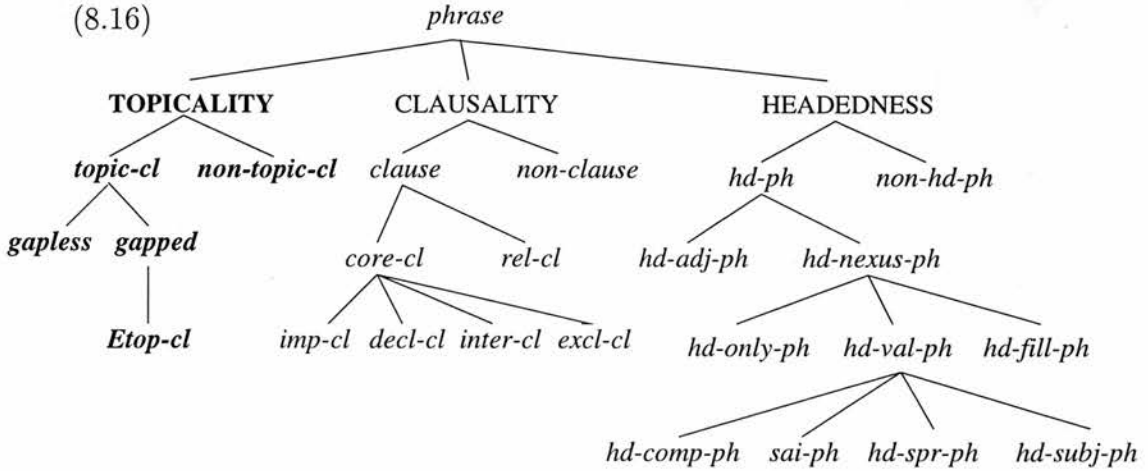 (8.16)
phrase
TOPICALITY CLAUSALITY HEADEDNESS
topic-cl non-topic-cl clause non-clause hd-ph non-hd-ph
gapless gapped core-cl rel-cl hd-adj-ph hd-nexus-ph
Etop-cl imp-cl decl-cl inter-cl excl-cl hd-only-ph hd-val-ph hd-fill-ph
hd-comp-ph sai-ph hd-spr-ph hd-subj-ph